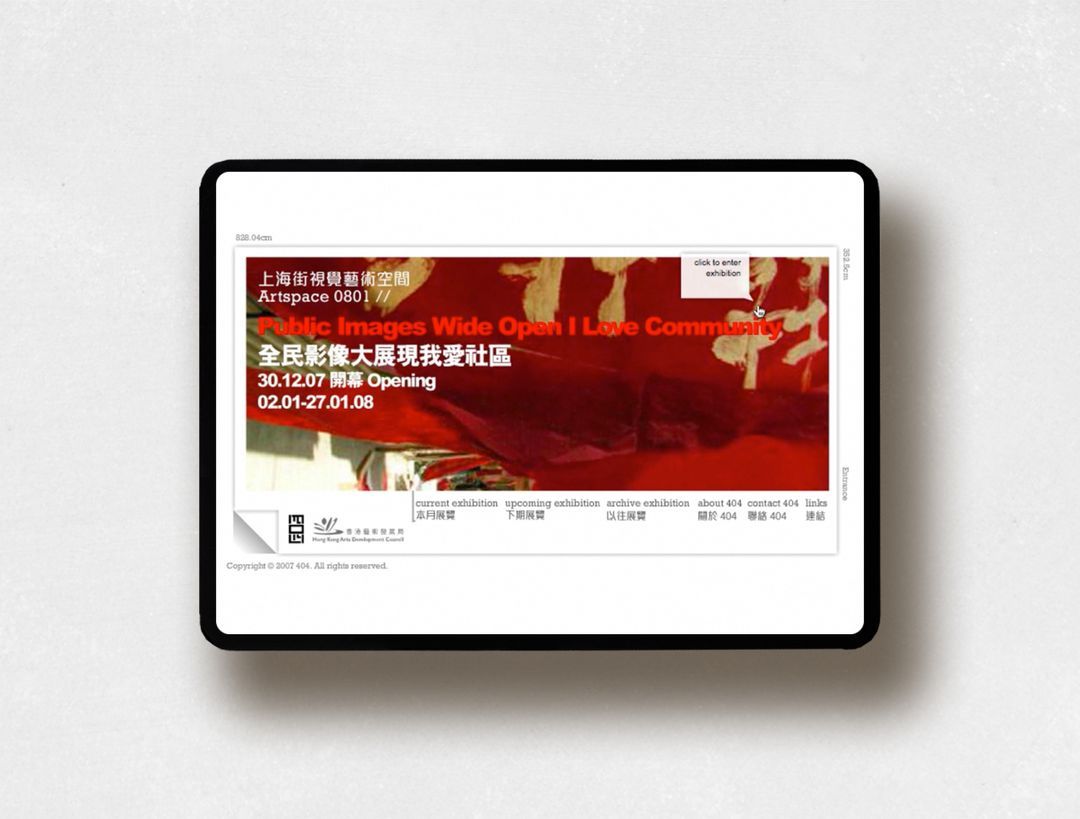 828.04cm
352.8cm
上海街視覺藝術空間
Artspace 0801 //
click to enter
exhibition
Public Images Wide Open I Love Community
全民影像大展現我愛社區
30.12.07 開幕 Opening
02.01-27.01.08
Entrance
current exhibition upcoming exhibition archive exhibition about 404 contact 404 links
本月展覽 下期展覽 以往展覽 關於 404 聯絡 404 連結
香港藝術發展局
Hong Kong Arts Development Council
Copyright © 2007 404. All rights reserved.